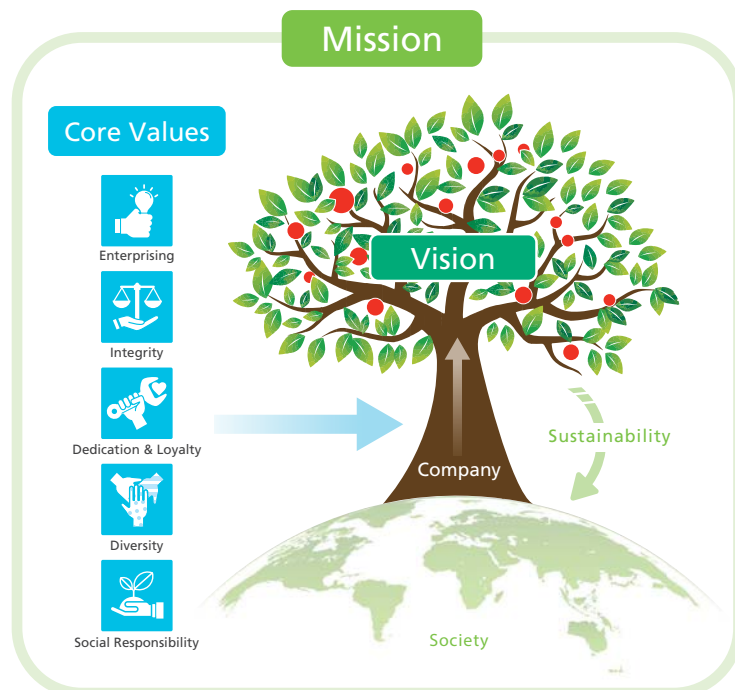 Mission
Core Values
Enterprising
Integrity
Dedication & Loyalty
Diversity
Social Responsibility
Vision
Company
Sustainability
Society